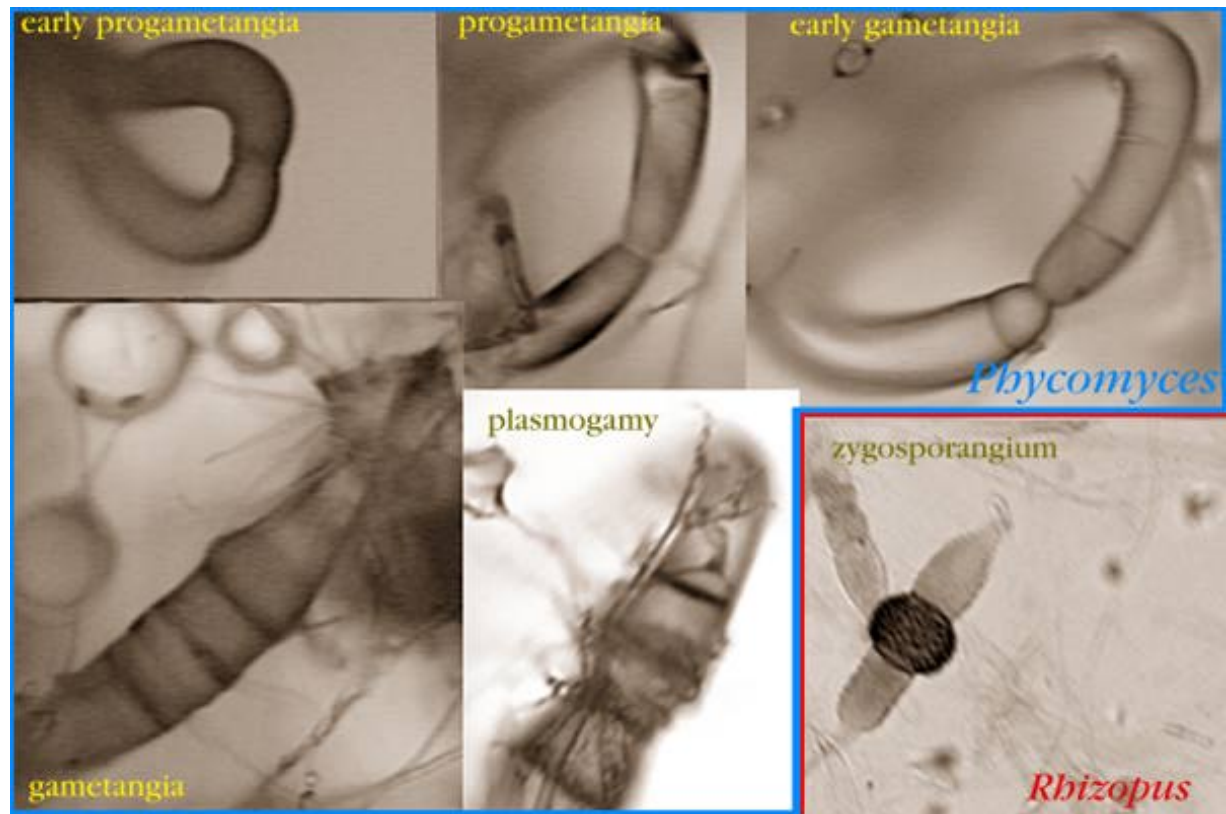 early progametangia
progametangia
early gametangia
Phycomyces
gametangia
plasmogamy
zygosporangium
Rhizopus